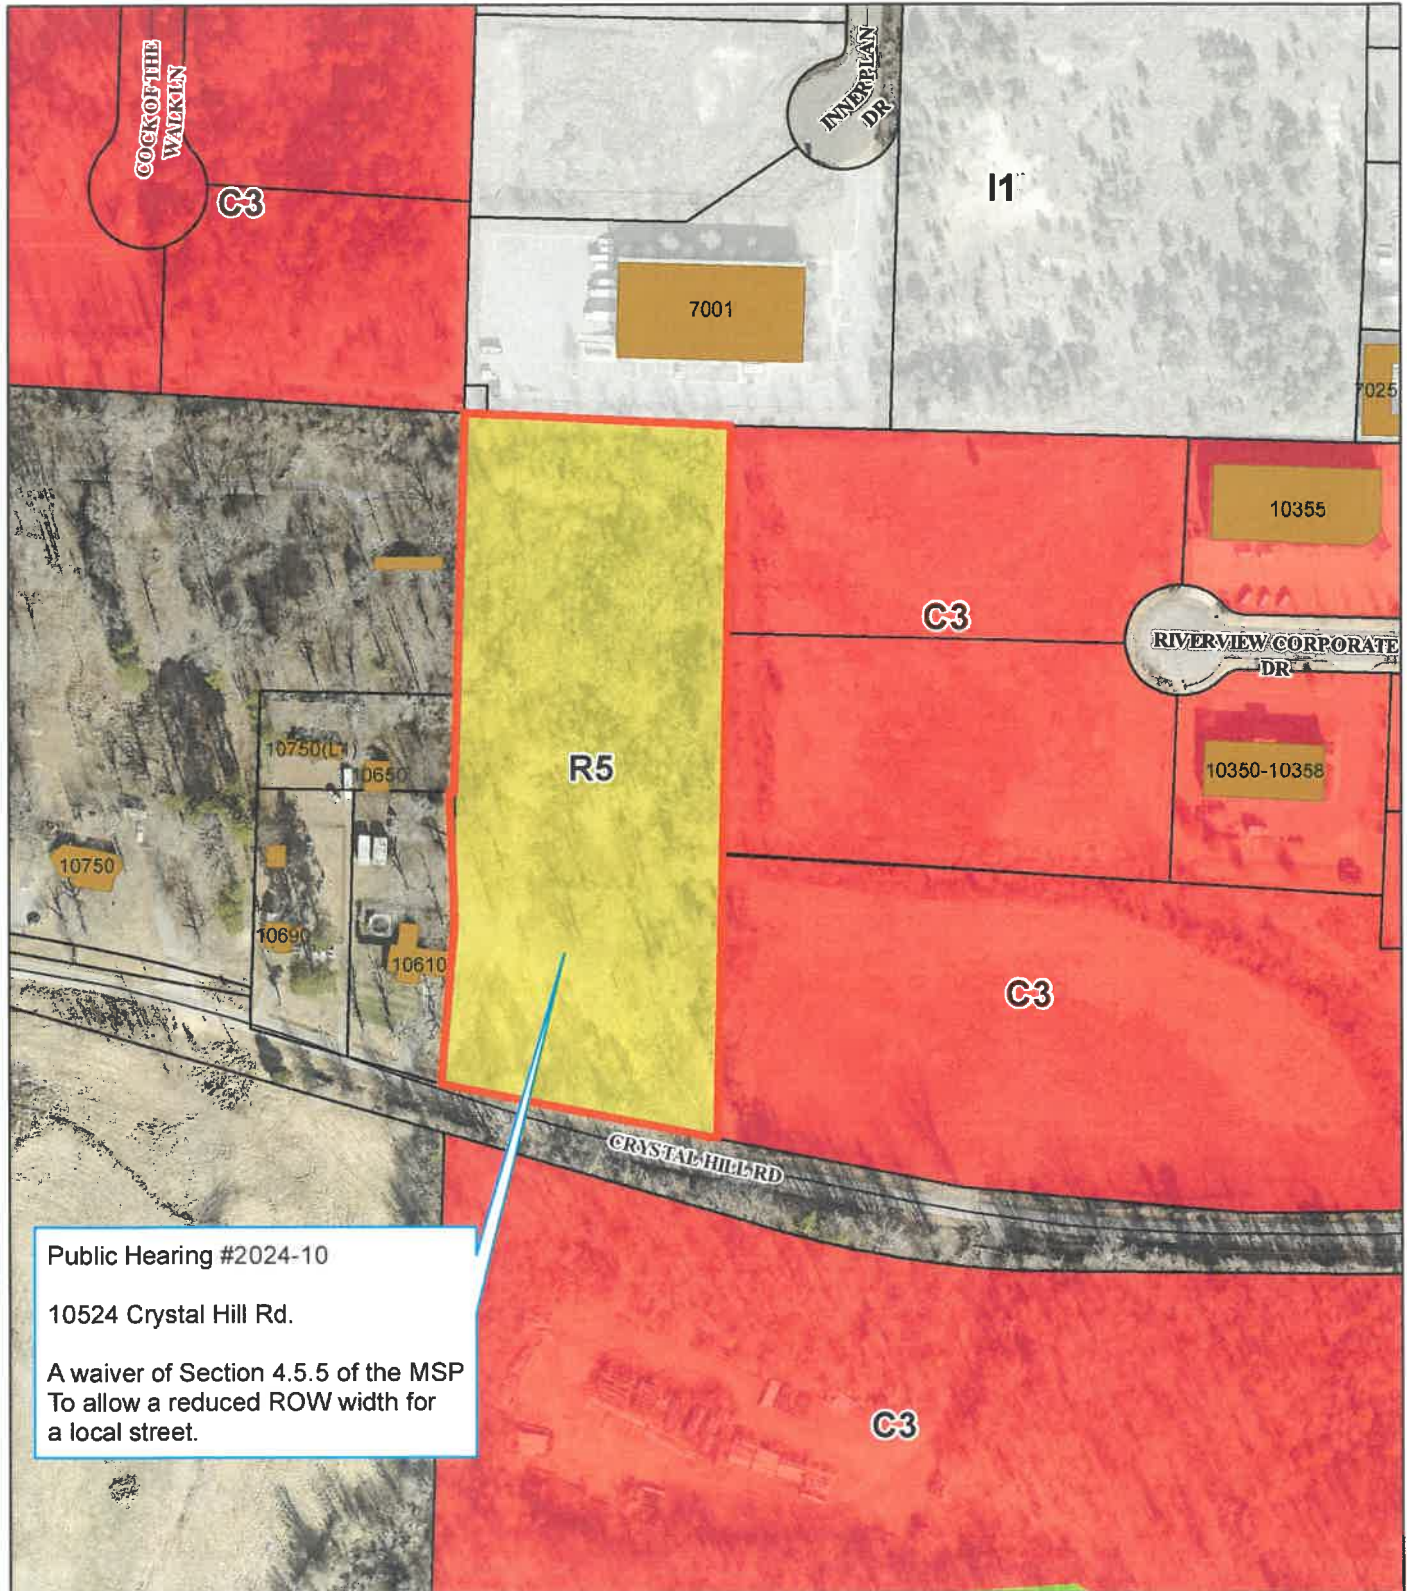 COCK OF THE
WALK LN
INNERPLAN
DR
C3
I1
7001
7025
10355
C3
RIVERVIEW CORPORATE
DR
10750(L1)
10650
R5
10350-10358
10750
10690
10610
C3
CRYSTAL HILL RD
Public Hearing #2024-10
10524 Crystal Hill Rd.
A waiver of Section 4.5.5 of the MSP
To allow a reduced ROW width for
a local street.
C3